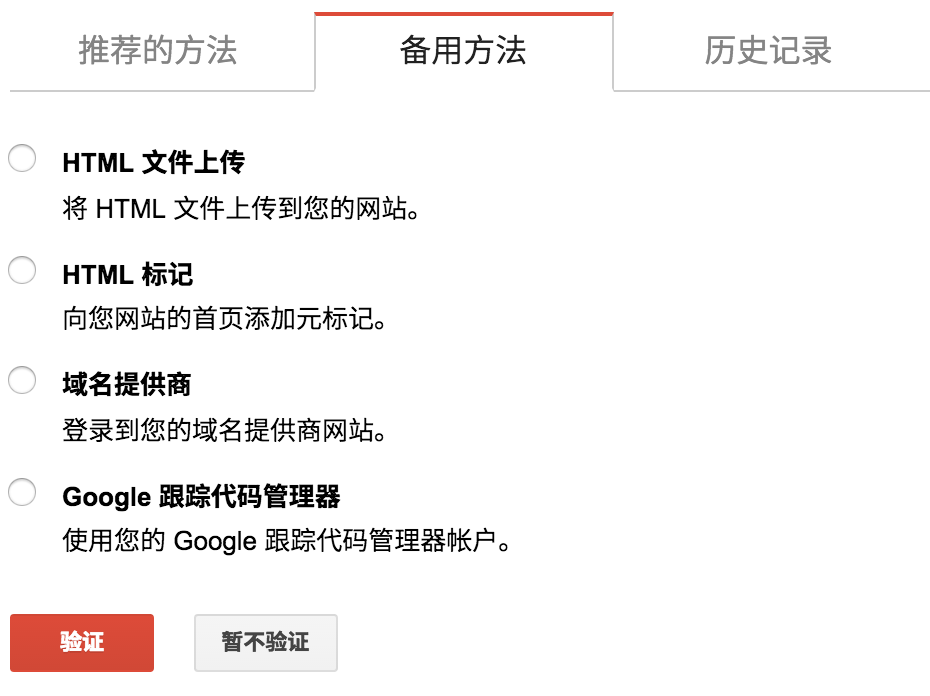 推荐的方法 备用方法 历史记录
HTML 文件上传
将 HTML 文件上传到您的网站。
HTML 标记
向您网站的首页添加元标记。
域名提供商
登录到您的域名提供商网站。
Google 跟踪代码管理器
使用您的 Google 跟踪代码管理器帐户。
验证 暂不验证